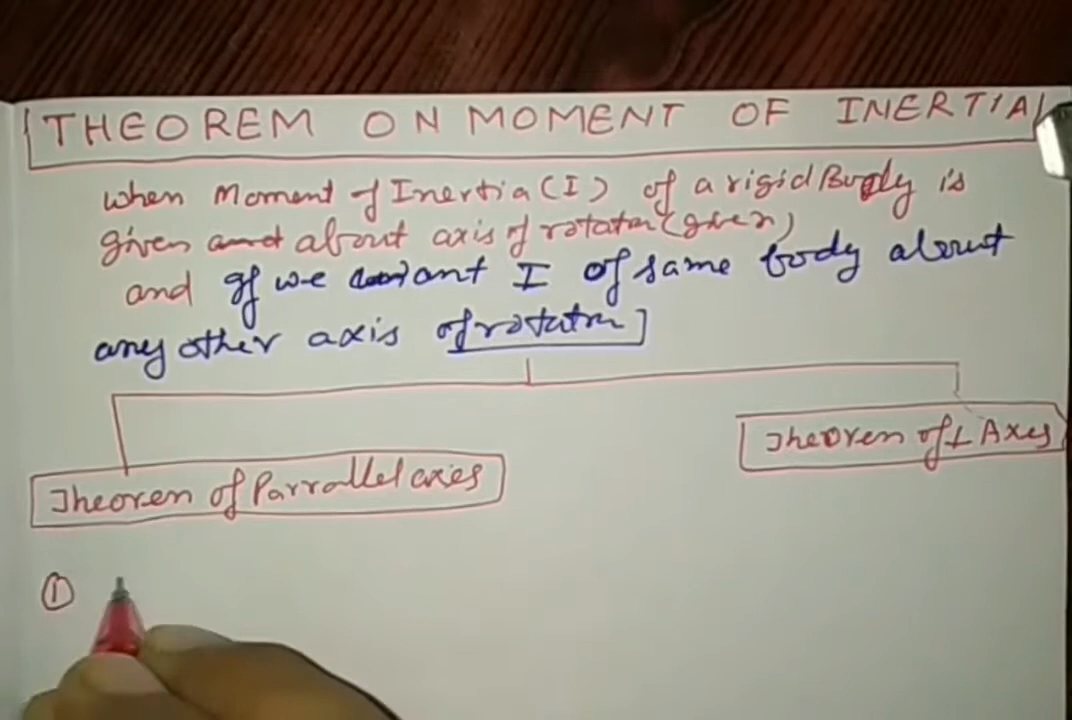 THEOREM ON MOMENT OF INERTIA
when Moment of Inertia (I) of a rigid Body is
given about axis of rotatn (given)
and If we want I of same body about
any other axis of rotatn]
Theorem of Parrallel axes
Theorem of ⊥ Axes
①